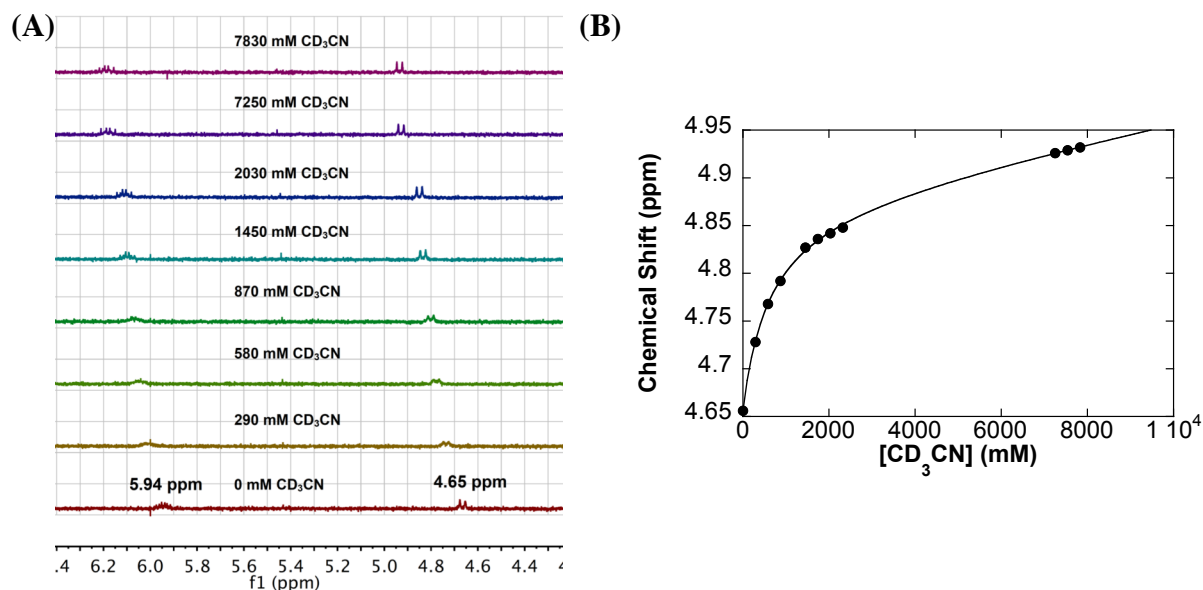 (A)
7830 mM CD₃CN
7250 mM CD₃CN
2030 mM CD₃CN
1450 mM CD₃CN
870 mM CD₃CN
580 mM CD₃CN
290 mM CD₃CN
5.94 ppm 0 mM CD₃CN 4.65 ppm
.4 6.2 6.0 5.8 5.6 5.4 5.2 5.0 4.8 4.6 4.4
f1 (ppm)
(B)
Chemical Shift (ppm)
4.95
4.9
4.85
4.8
4.75
4.7
4.65
0 2000 4000 6000 8000 1 10⁴
[CD₃CN] (mM)